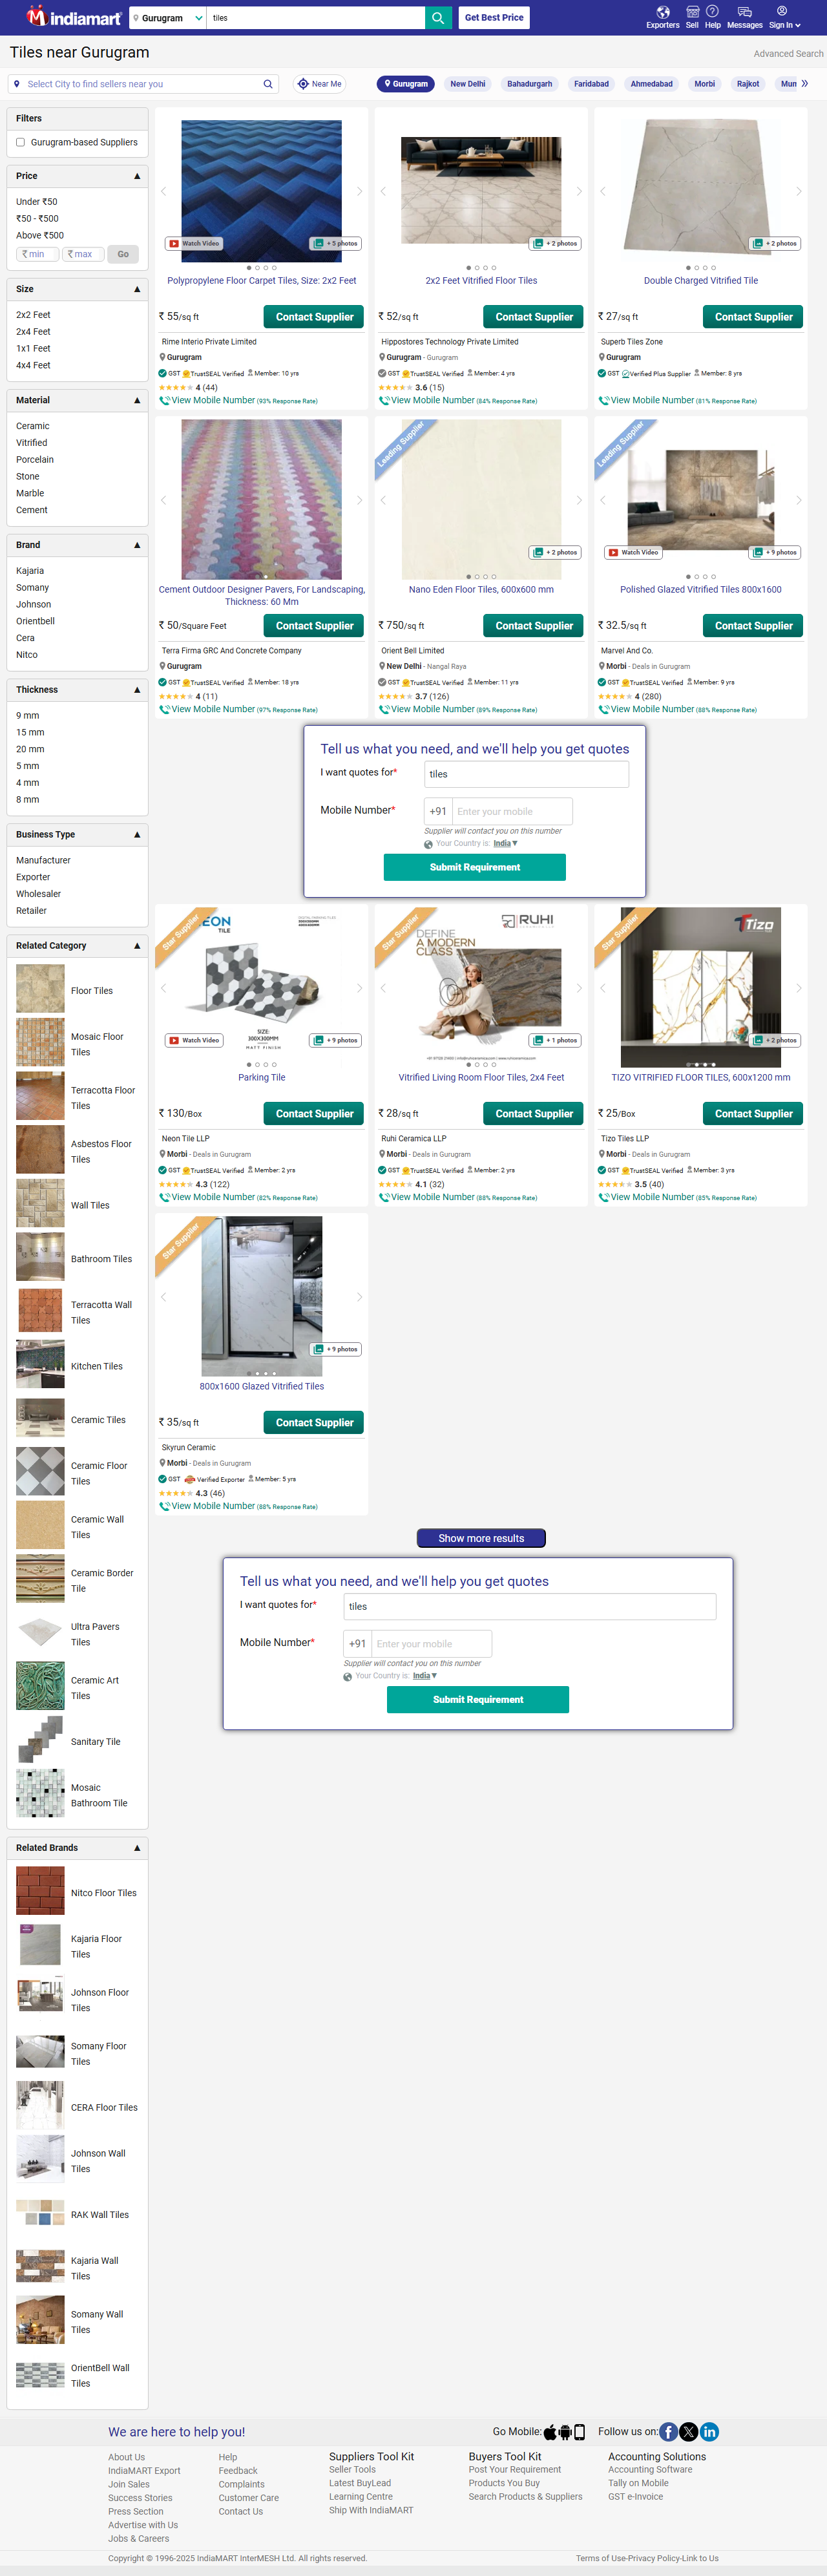 indiamart
Gurugram
tiles
Get Best Price
Exporters
Sell
Help
Messages
Sign In
Tiles near Gurugram
Advanced Search
Select City to find sellers near you
Near Me
Gurugram
New Delhi
Bahadurgarh
Faridabad
Ahmedabad
Morbi
Rajkot
Mum
Filters
Gurugram-based Suppliers
Price
Under ₹50
₹50 - ₹500
Above ₹500
₹ min
₹ max
Go
Size
2x2 Feet
2x4 Feet
1x1 Feet
4x4 Feet
Material
Ceramic
Vitrified
Porcelain
Stone
Marble
Cement
Brand
Kajaria
Somany
Johnson
Orientbell
Cera
Nitco
Thickness
9 mm
15 mm
20 mm
5 mm
4 mm
8 mm
Business Type
Manufacturer
Exporter
Wholesaler
Retailer
Related Category
Floor Tiles
Mosaic Floor
Tiles
Terracotta Floor
Tiles
Asbestos Floor
Tiles
Wall Tiles
Bathroom Tiles
Terracotta Wall
Tiles
Kitchen Tiles
Ceramic Tiles
Ceramic Floor
Tiles
Ceramic Wall
Tiles
Ceramic Border
Tile
Ultra Pavers
Tiles
Ceramic Art
Tiles
Sanitary Tile
Mosaic
Bathroom Tile
Related Brands
Nitco Floor Tiles
Kajaria Floor
Tiles
Johnson Floor
Tiles
Somany Floor
Tiles
CERA Floor Tiles
Johnson Wall
Tiles
RAK Wall Tiles
Kajaria Wall
Tiles
Somany Wall
Tiles
OrientBell Wall
Tiles
Watch Video
+ 5 photos
Polypropylene Floor Carpet Tiles, Size: 2x2 Feet
₹ 55/sq ft
Contact Supplier
Rime Interio Private Limited
Gurugram
GST TrustSEAL Verified Member: 10 yrs
4 (44)
View Mobile Number (93% Response Rate)
+ 2 photos
2x2 Feet Vitrified Floor Tiles
₹ 52/sq ft
Contact Supplier
Hippostores Technology Private Limited
Gurugram - Gurugram
GST TrustSEAL Verified Member: 4 yrs
3.6 (15)
View Mobile Number (84% Response Rate)
+ 2 photos
Double Charged Vitrified Tile
₹ 27/sq ft
Contact Supplier
Superb Tiles Zone
Gurugram
GST Verified Plus Supplier Member: 8 yrs
View Mobile Number (81% Response Rate)
Cement Outdoor Designer Pavers, For Landscaping,
Thickness: 60 Mm
₹ 50/Square Feet
Contact Supplier
Terra Firma GRC And Concrete Company
Gurugram
GST TrustSEAL Verified Member: 18 yrs
4 (11)
View Mobile Number (97% Response Rate)
Leading Supplier
+ 2 photos
Nano Eden Floor Tiles, 600x600 mm
₹ 750/sq ft
Contact Supplier
Orient Bell Limited
New Delhi - Nangal Raya
GST TrustSEAL Verified Member: 11 yrs
3.7 (126)
View Mobile Number (89% Response Rate)
Leading Supplier
Watch Video
+ 9 photos
Polished Glazed Vitrified Tiles 800x1600
₹ 32.5/sq ft
Contact Supplier
Marvel And Co.
Morbi - Deals in Gurugram
GST TrustSEAL Verified Member: 9 yrs
4 (280)
View Mobile Number (88% Response Rate)
Tell us what you need, and we'll help you get quotes
I want quotes for*
tiles
Mobile Number*
+91 Enter your mobile
Supplier will contact you on this number
Your Country is: India▼
Submit Requirement
Star Supplier
EON
TILE
SIZE:
300X300MM
MATT FINISH
Watch Video
+ 9 photos
Parking Tile
₹ 130/Box
Contact Supplier
Neon Tile LLP
Morbi - Deals in Gurugram
GST TrustSEAL Verified Member: 2 yrs
4.3 (122)
View Mobile Number (82% Response Rate)
Star Supplier
RUHI
DEFINE
A MODERN
CLASS
+ 1 photos
Vitrified Living Room Floor Tiles, 2x4 Feet
₹ 28/sq ft
Contact Supplier
Ruhi Ceramica LLP
Morbi - Deals in Gurugram
GST TrustSEAL Verified Member: 2 yrs
4.1 (32)
View Mobile Number (88% Response Rate)
Star Supplier
Tizo
+ 2 photos
TIZO VITRIFIED FLOOR TILES, 600x1200 mm
₹ 25/Box
Contact Supplier
Tizo Tiles LLP
Morbi - Deals in Gurugram
GST TrustSEAL Verified Member: 3 yrs
3.5 (40)
View Mobile Number (85% Response Rate)
Star Supplier
+ 9 photos
800x1600 Glazed Vitrified Tiles
₹ 35/sq ft
Contact Supplier
Skyrun Ceramic
Morbi - Deals in Gurugram
GST Verified Exporter Member: 5 yrs
4.3 (46)
View Mobile Number (88% Response Rate)
Show more results
Tell us what you need, and we'll help you get quotes
I want quotes for*
tiles
Mobile Number*
+91 Enter your mobile
Supplier will contact you on this number
Your Country is: India▼
Submit Requirement
We are here to help you!
Go Mobile:
Follow us on:
About Us
IndiaMART Export
Join Sales
Success Stories
Press Section
Advertise with Us
Jobs & Careers
Help
Feedback
Complaints
Customer Care
Contact Us
Suppliers Tool Kit
Seller Tools
Latest BuyLead
Learning Centre
Ship With IndiaMART
Buyers Tool Kit
Post Your Requirement
Products You Buy
Search Products & Suppliers
Accounting Solutions
Accounting Software
Tally on Mobile
GST e-Invoice
Copyright © 1996-2025 IndiaMART InterMESH Ltd. All rights reserved.
Terms of Use-Privacy Policy-Link to Us